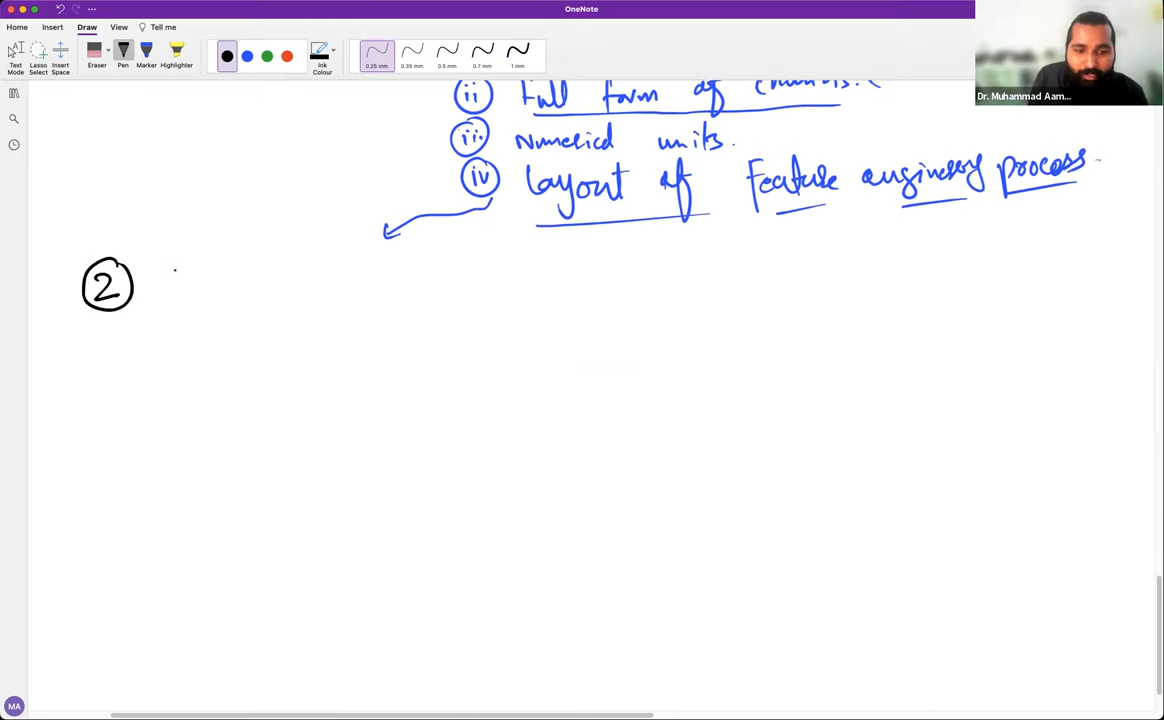 OneNote
Home Insert Draw View Tell me
Text Mode Lasso Select Insert Space Eraser Pen Marker Highlighter Ink Colour 0.25 mm 0.35 mm 0.5 mm 0.7 mm 1 mm
Dr. Muhammad Aam...
ii Full form of
iii Numerical units.
iv Layout of Feature process
2
MA